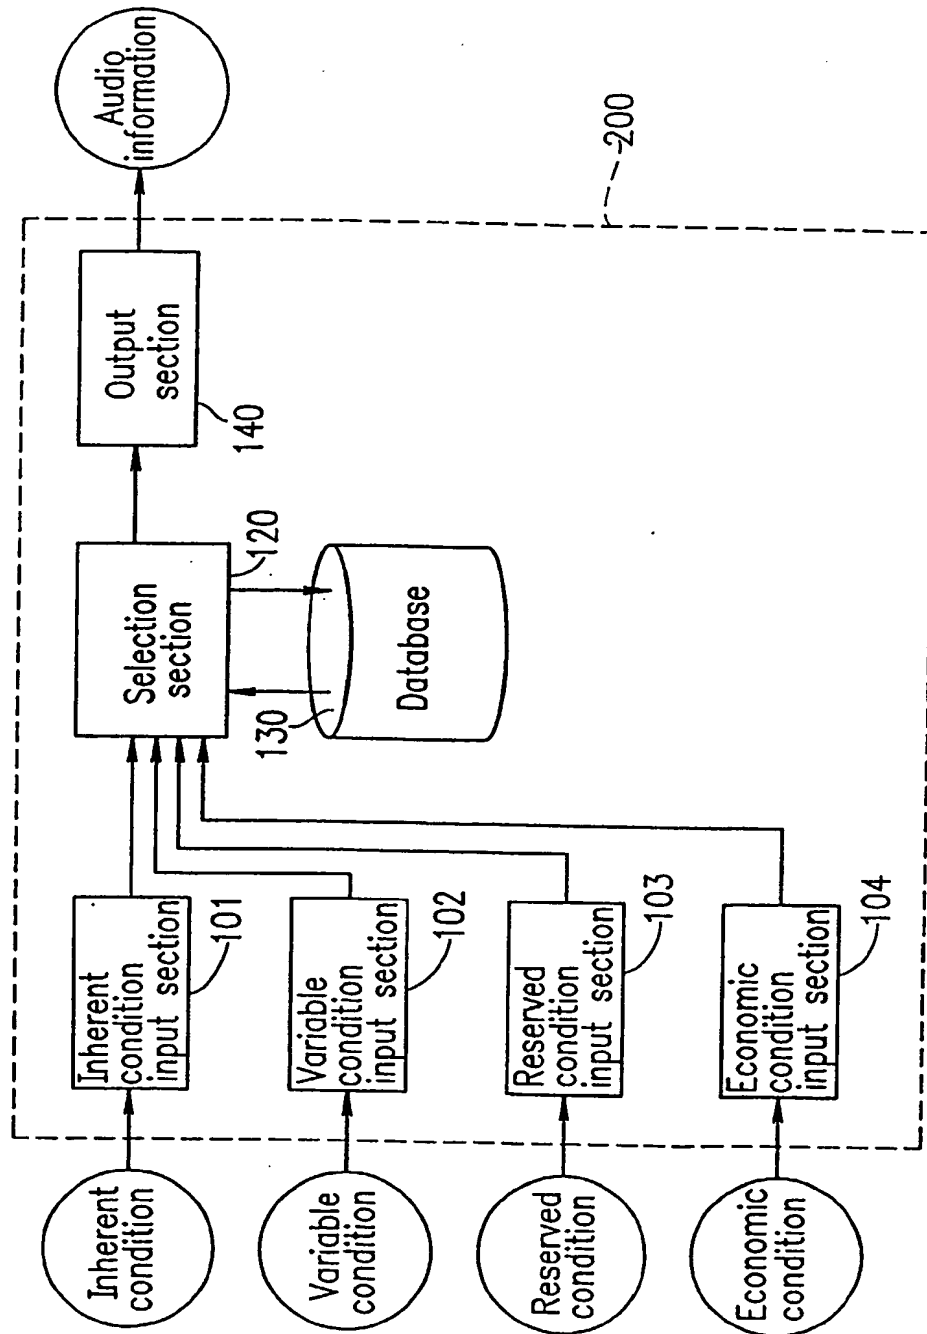 Inherent
condition
Inherent
condition
input section
101
Variable
condition
Variable
condition
input section
102
Reserved
condition
Reserved
condition
input section
103
Economic
condition
Economic
condition
input section
104
Selection
section
120
130
Database
Output
section
140
Audio
information
200